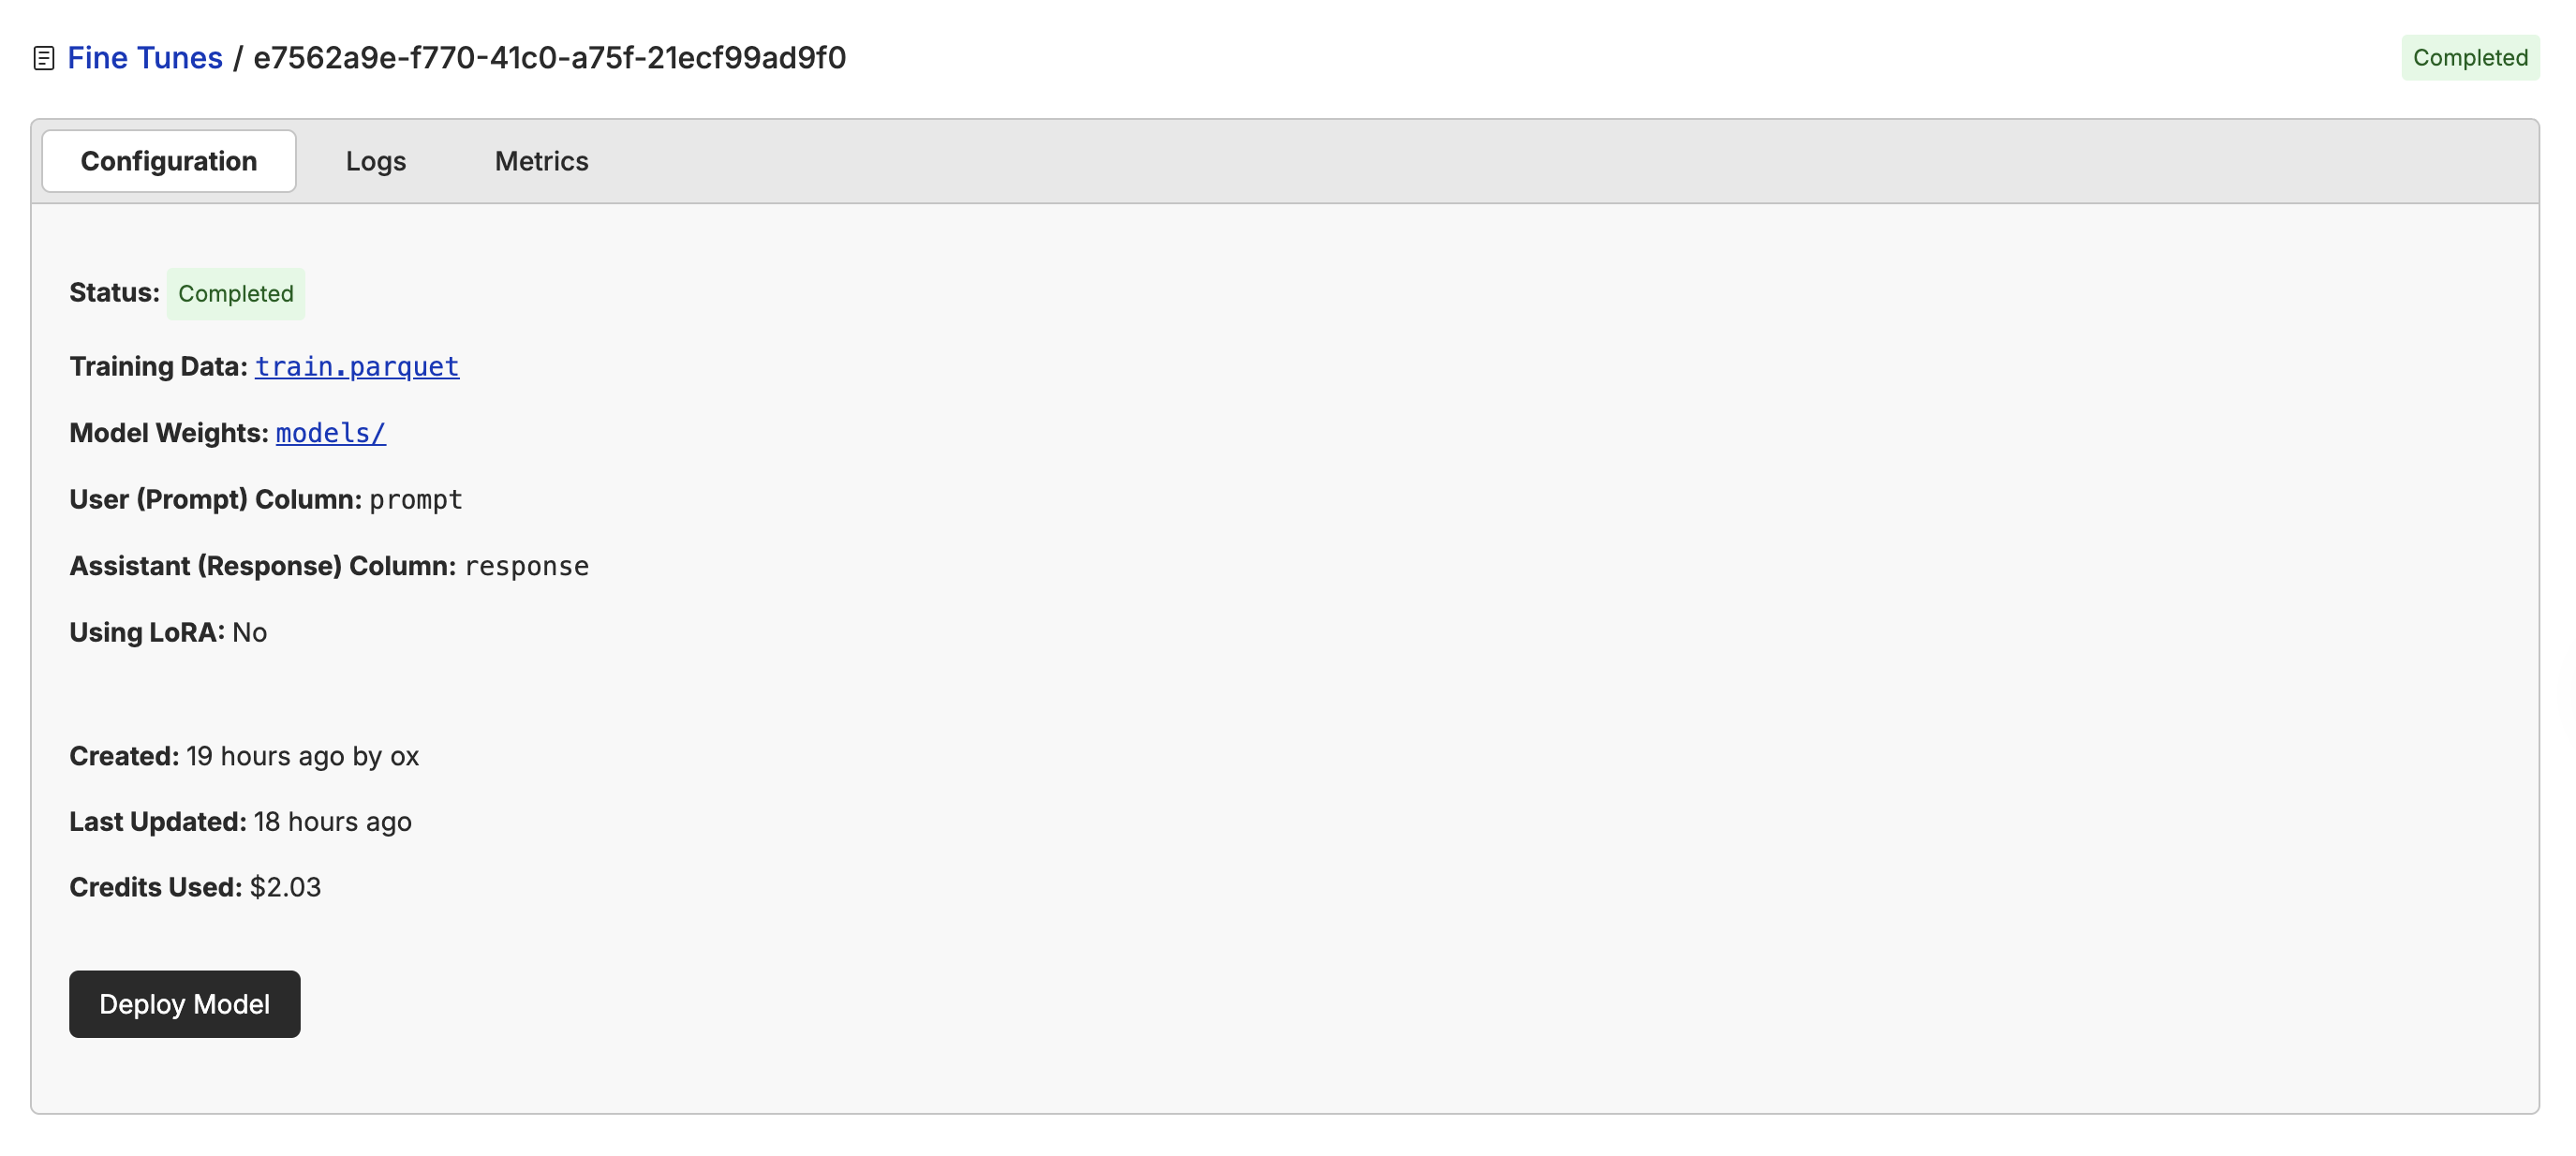 Fine Tunes / e7562a9e-f770-41c0-a75f-21ecf99ad9f0
Completed
Configuration
Logs
Metrics
Status: Completed
Training Data: train.parquet
Model Weights: models/
User (Prompt) Column: prompt
Assistant (Response) Column: response
Using LoRA: No
Created: 19 hours ago by ox
Last Updated: 18 hours ago
Credits Used: $2.03
Deploy Model